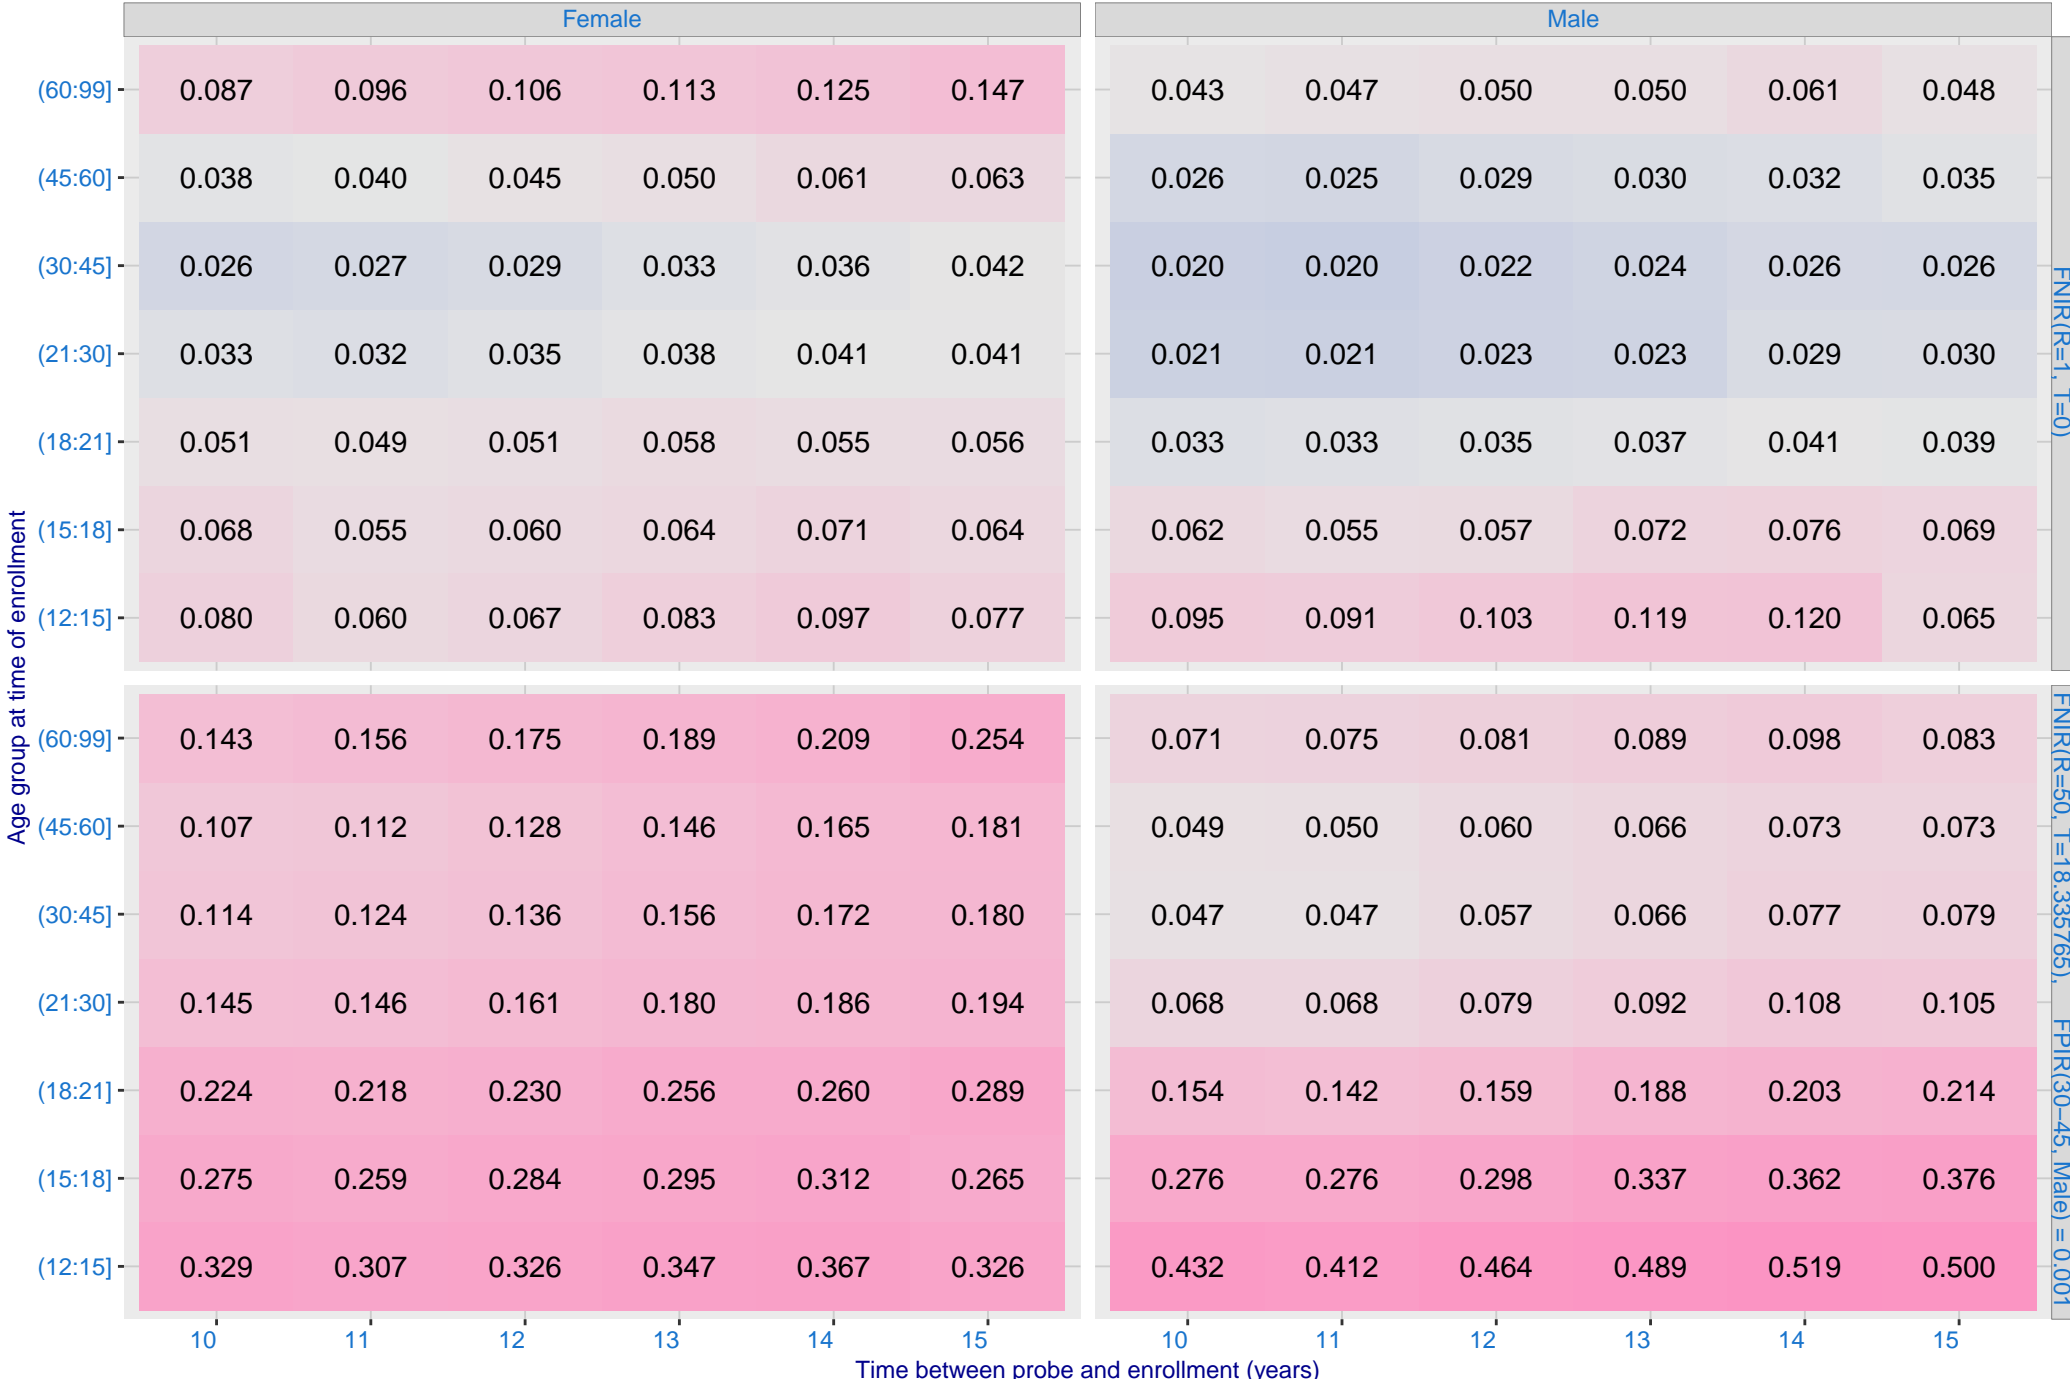 Female Male
(60:99] 0.087 0.096 0.106 0.113 0.125 0.147 0.043 0.047 0.050 0.050 0.061 0.048
(45:60] 0.038 0.040 0.045 0.050 0.061 0.063 0.026 0.025 0.029 0.030 0.032 0.035
(30:45] 0.026 0.027 0.029 0.033 0.036 0.042 0.020 0.020 0.022 0.024 0.026 0.026
(21:30] 0.033 0.032 0.035 0.038 0.041 0.041 0.021 0.021 0.023 0.023 0.029 0.030
(18:21] 0.051 0.049 0.051 0.058 0.055 0.056 0.033 0.033 0.035 0.037 0.041 0.039
(15:18] 0.068 0.055 0.060 0.064 0.071 0.064 0.062 0.055 0.057 0.072 0.076 0.069
(12:15] 0.080 0.060 0.067 0.083 0.097 0.077 0.095 0.091 0.103 0.119 0.120 0.065
FNIR(R=1, T=0)
Age group at time of enrollment
(60:99] 0.143 0.156 0.175 0.189 0.209 0.254 0.071 0.075 0.081 0.089 0.098 0.083
(45:60] 0.107 0.112 0.128 0.146 0.165 0.181 0.049 0.050 0.060 0.066 0.073 0.073
(30:45] 0.114 0.124 0.136 0.156 0.172 0.180 0.047 0.047 0.057 0.066 0.077 0.079
(21:30] 0.145 0.146 0.161 0.180 0.186 0.194 0.068 0.068 0.079 0.092 0.108 0.105
(18:21] 0.224 0.218 0.230 0.256 0.260 0.289 0.154 0.142 0.159 0.188 0.203 0.214
(15:18] 0.275 0.259 0.284 0.295 0.312 0.265 0.276 0.276 0.298 0.337 0.362 0.376
(12:15] 0.329 0.307 0.326 0.347 0.367 0.326 0.432 0.412 0.464 0.489 0.519 0.500
FNIR(R=50, T=18.335765), FPIR(30−45, Male) = 0.001
10 11 12 13 14 15 10 11 12 13 14 15
Time between probe and enrollment (years)